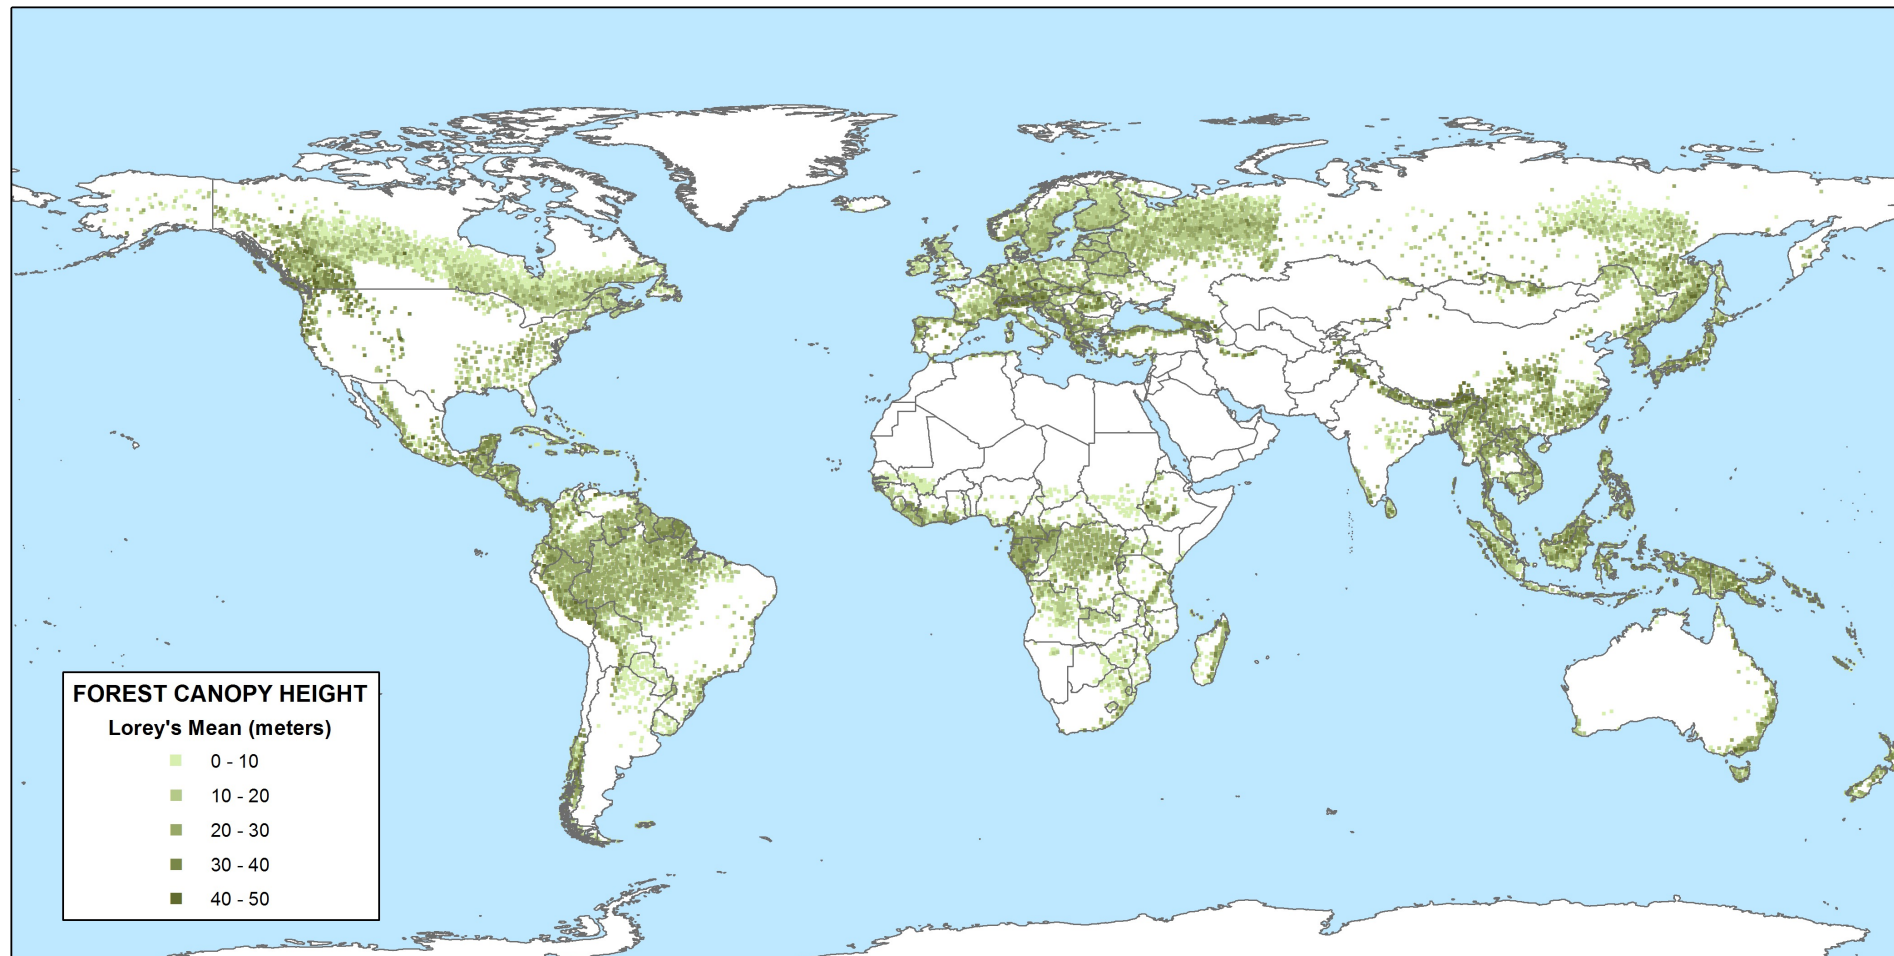 FOREST CANOPY HEIGHT
Lorey's Mean (meters)
0 - 10
10 - 20
20 - 30
30 - 40
40 - 50